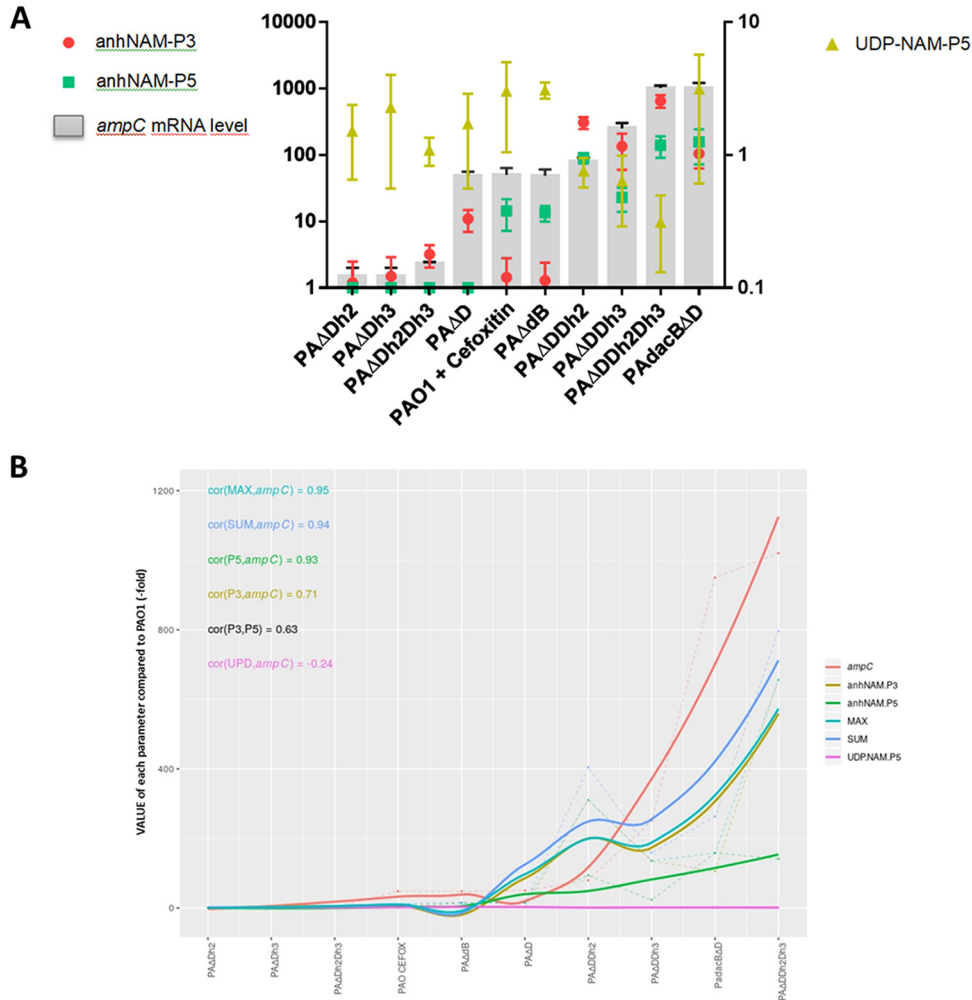 A
anhNAM-P3
anhNAM-P5
ampC mRNA level
UDP-NAM-P5
10000
1000
100
10
1
10
1
0.1
PAΔDh2
PAΔDh3
PAΔDh2Dh3
PAΔD
PAO1 + Cefoxitin
PAΔdB
PAΔDDh2
PAΔDDh3
PAΔDDh2Dh3
PAdacBΔD
B
VALUE of each parameter compared to PAO1 (-fold)
1200
800
400
0
cor(MAX,ampC) = 0.95
cor(SUM,ampC) = 0.94
cor(P5,ampC) = 0.93
cor(P3,ampC) = 0.71
cor(P3,P5) = 0.63
cor(UPD,ampC) = -0.24
ampC
anhNAM.P3
anhNAM.P5
MAX
SUM
UDP.NAM.P5
PAΔDh2
PAΔDh3
PAΔDh2Dh3
PAO CEFOX
PAΔdB
PAΔD
PAΔDDh2
PAΔDDh3
PadacBΔD
PAΔDDh2Dh3